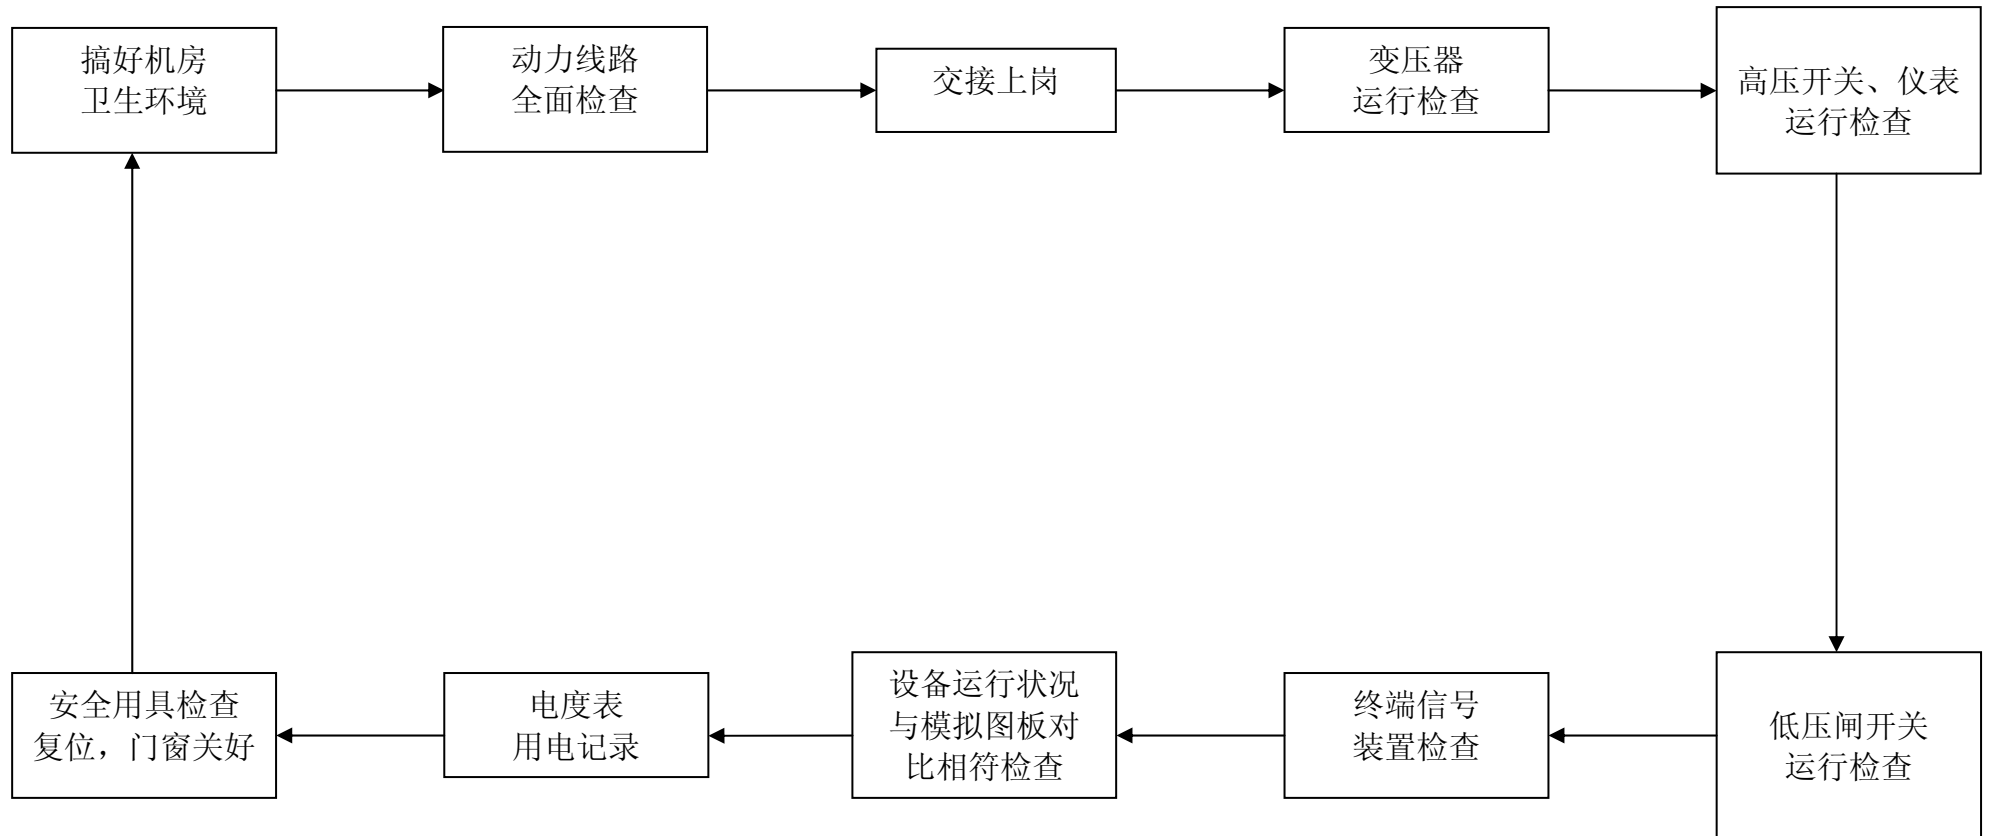 搞好机房
卫生环境
动力线路
全面检查
交接上岗
变压器
运行检查
高压开关、仪表
运行检查
安全用具检查
复位，门窗关好
电度表
用电记录
设备运行状况
与模拟图板对
比相符检查
终端信号
装置检查
低压闸开关
运行检查